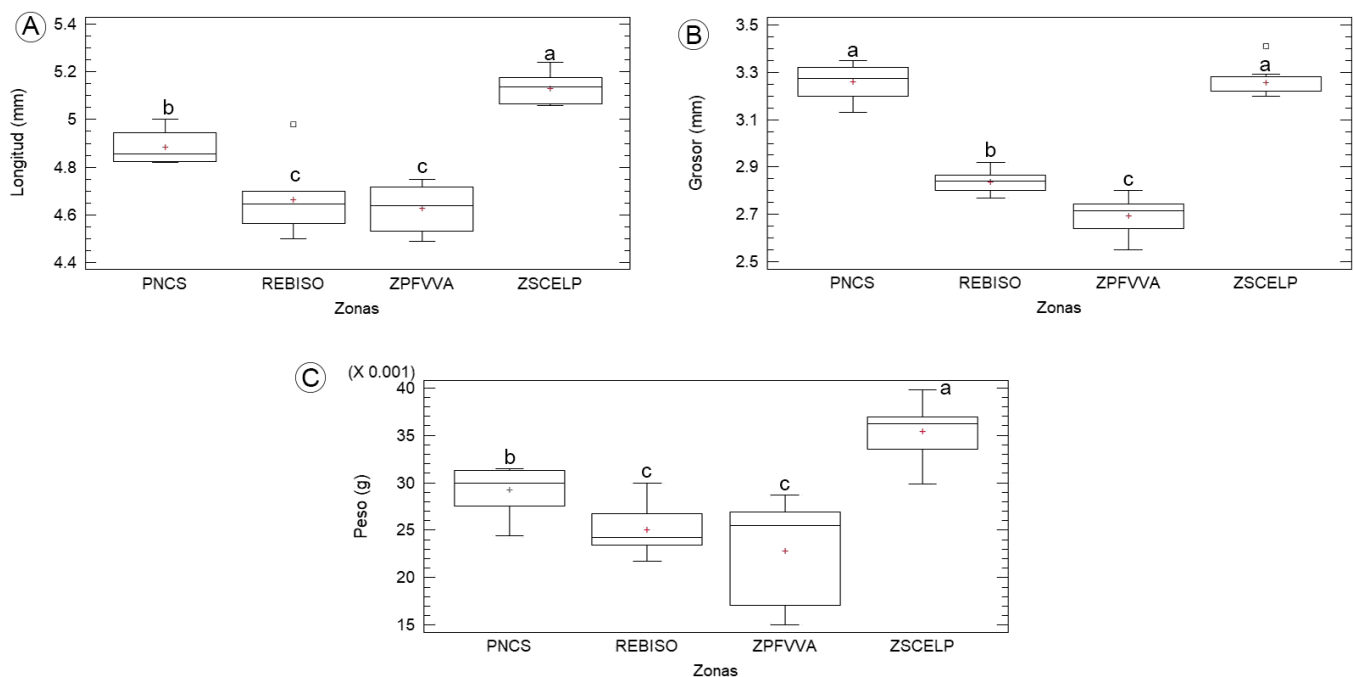 A
Longitud (mm)
5.4
5.2
5
4.8
4.6
4.4
b
c
c
a
PNCS
REBISO
ZPFVVA
ZSCELP
Zonas
B
Grosor (mm)
3.5
3.3
3.1
2.9
2.7
2.5
a
b
c
a
PNCS
REBISO
ZPFVVA
ZSCELP
Zonas
C
(X 0.001)
Peso (g)
40
35
30
25
20
15
b
c
c
a
PNCS
REBISO
ZPFVVA
ZSCELP
Zonas